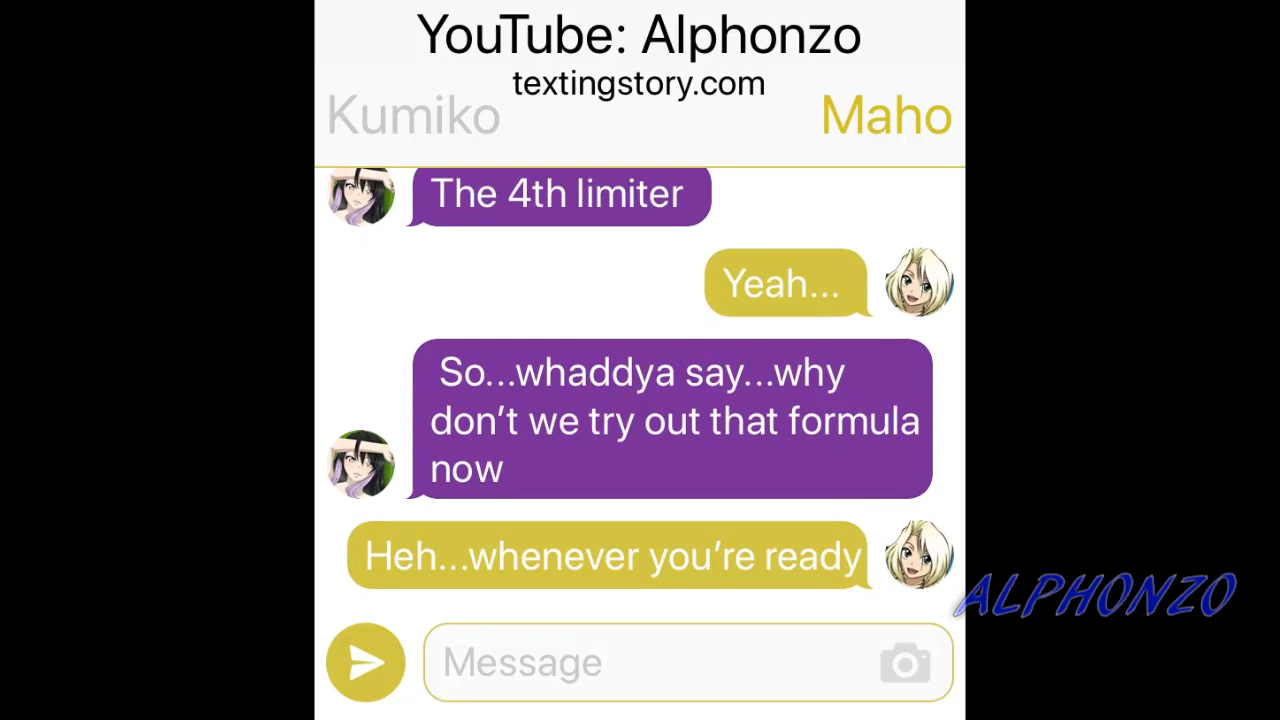 YouTube: Alphonzo
textingstory.com
Kumiko
Maho
The 4th limiter
Yeah...
So...whaddya say...why
don’t we try out that formula
now
Heh...whenever you’re ready
ALPHONZO
Message